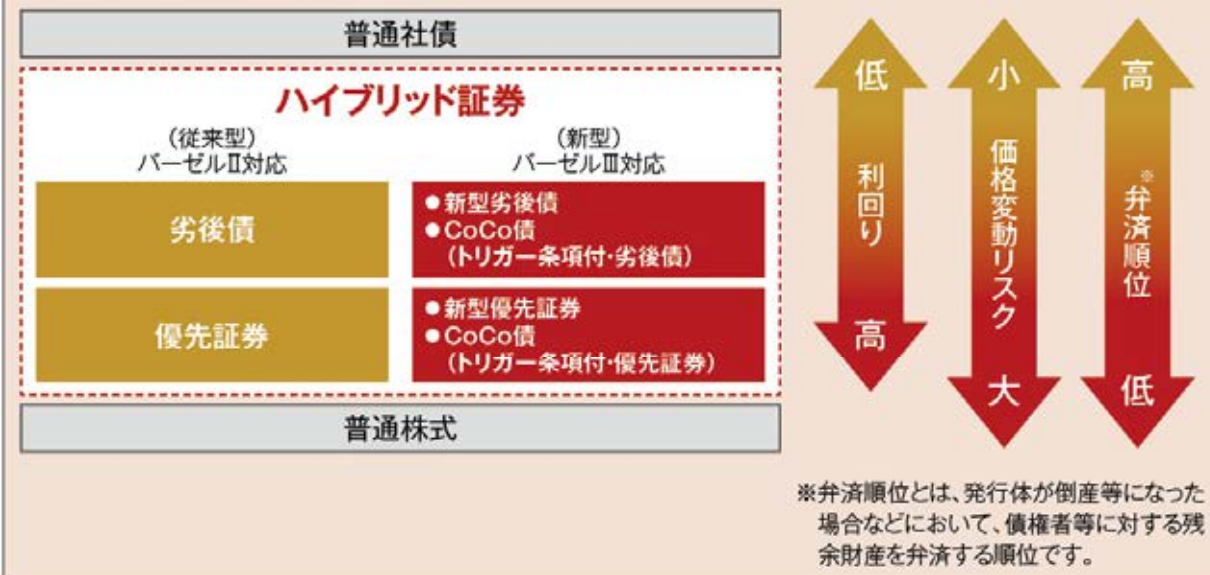 普通社債
ハイブリッド証券
(従来型)
バーゼルⅡ対応
(新型)
バーゼルⅢ対応
劣後債
●新型劣後債
●CoCo債
(トリガー条項付・劣後債)
優先証券
●新型優先証券
●CoCo債
(トリガー条項付・優先証券)
普通株式
低
利回り
高
小
価格変動リスク
大
高
※弁済順位
低
※弁済順位とは、発行体が倒産等になった
場合などにおいて、債権者等に対する残
余財産を弁済する順位です。